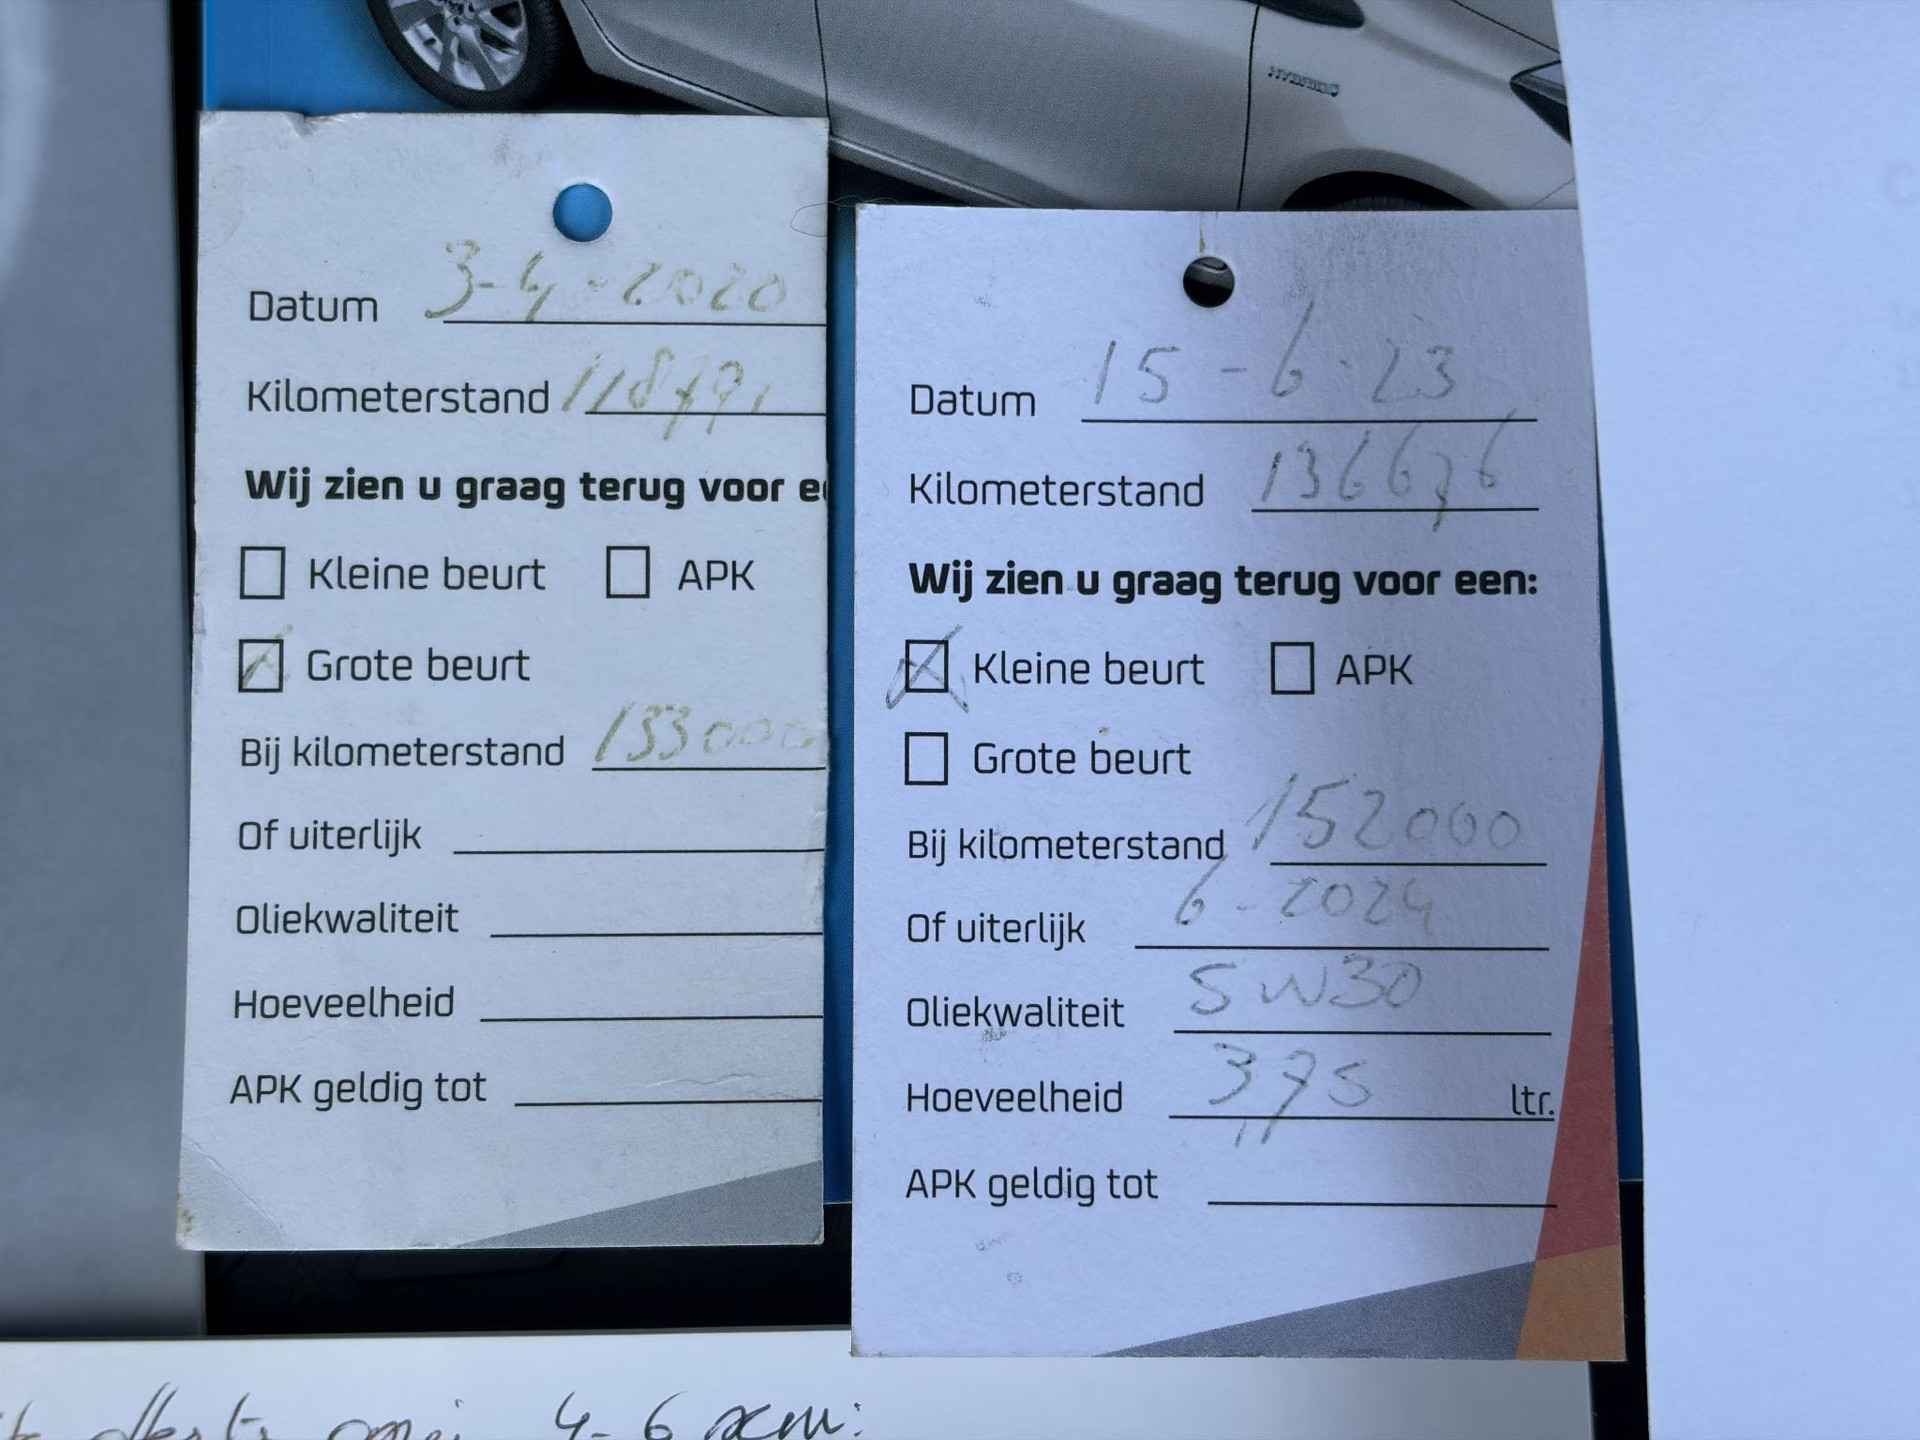 HYBRID
Datum 3-4-2020
Kilometerstand 118791
Wij zien u graag terug voor e
Kleine beurt APK
Grote beurt
Bij kilometerstand 133000
Of uiterlijk
Oliekwaliteit
Hoeveelheid
APK geldig tot
Datum 15-6-23
Kilometerstand 136676
Wij zien u graag terug voor een:
Kleine beurt APK
Grote beurt
Bij kilometerstand 152000
Of uiterlijk 6-2024
Oliekwaliteit 5W30
Hoeveelheid 3,75 ltr.
APK geldig tot
4-6